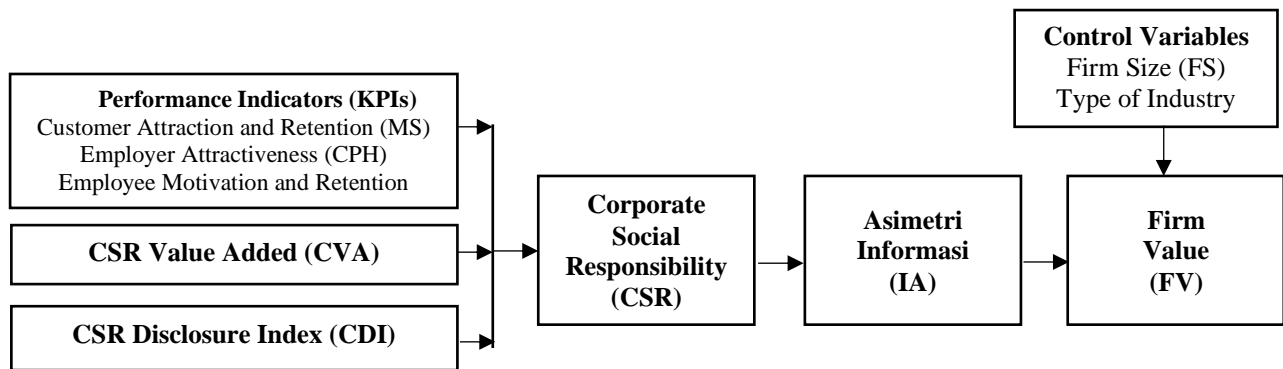 Control Variables
Firm Size (FS)
Type of Industry
Performance Indicators (KPIs)
Customer Attraction and Retention (MS)
Employer Attractiveness (CPH)
Employee Motivation and Retention
CSR Value Added (CVA)
CSR Disclosure Index (CDI)
Corporate
Social
Responsibility
(CSR)
Asimetri
Informasi
(IA)
Firm
Value
(FV)